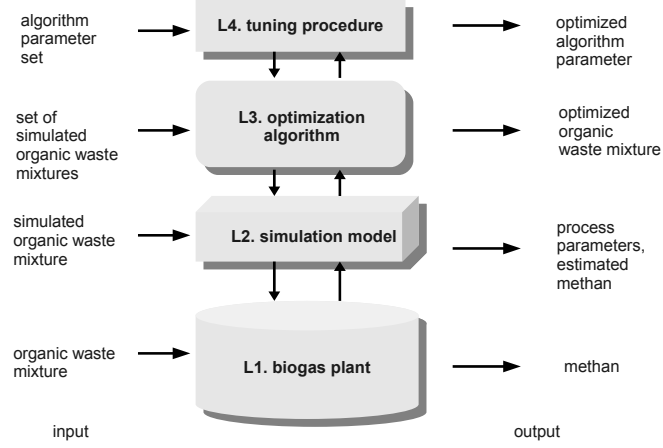 algorithm
parameter
set
L4. tuning procedure
optimized
algorithm
parameter
set of
simulated
organic waste
mixtures
L3. optimization
algorithm
optimized
organic
waste mixture
simulated
organic waste
mixture
L2. simulation model
process
parameters,
estimated
methan
organic waste
mixture
L1. biogas plant
methan
input
output